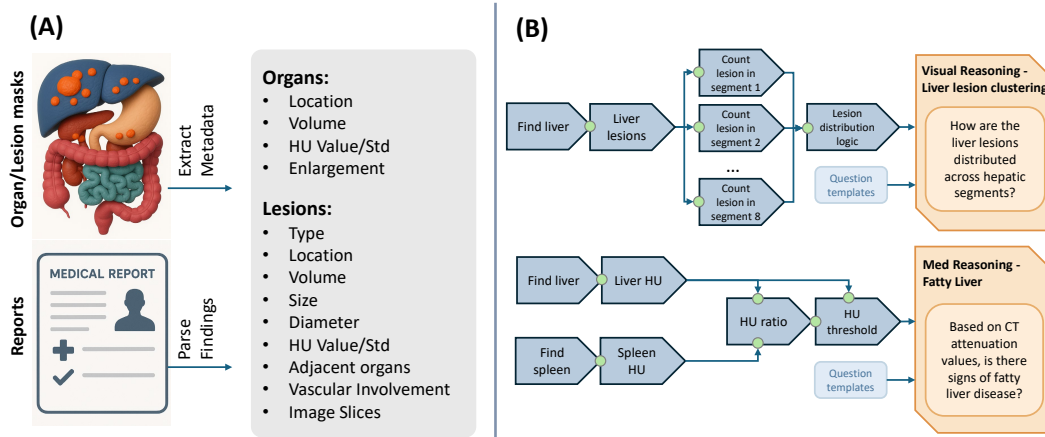 (A)
Organ/Lesion masks
Extract
Metadata
Reports
MEDICAL REPORT
Parse
Findings
Organs:
• Location
• Volume
• HU Value/Std
• Enlargement
Lesions:
• Type
• Location
• Volume
• Size
• Diameter
• HU Value/Std
• Adjacent organs
• Vascular Involvement
• Image Slices
(B)
Find liver
Liver
lesions
Count
lesion in
segment 1
Count
lesion in
segment 2
...
Count
lesion in
segment 8
Lesion
distribution
logic
Question
templates
Visual Reasoning -
Liver lesion clustering
How are the
liver lesions
distributed
across hepatic
segments?
Find liver
Liver HU
Find
spleen
Spleen
HU
HU ratio
HU
threshold
Question
templates
Med Reasoning -
Fatty Liver
Based on CT
attenuation
values, is there
signs of fatty
liver disease?